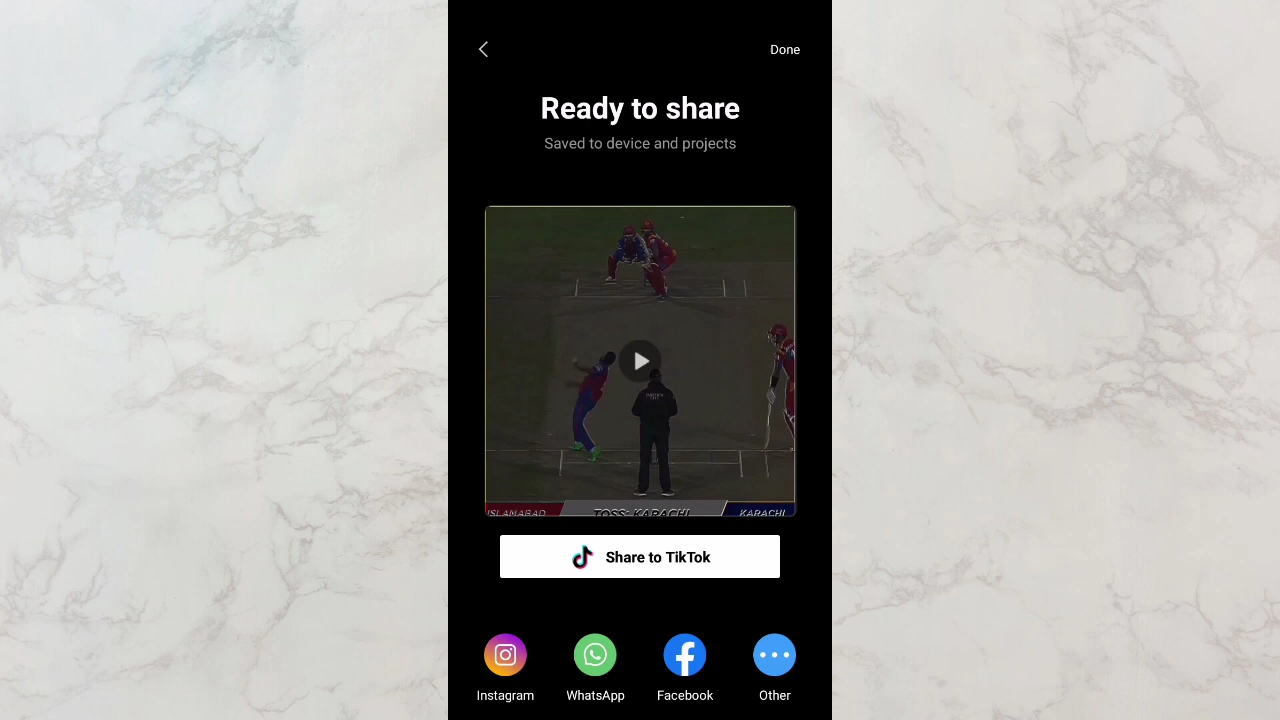 Done
Ready to share
Saved to device and projects
ISLAMABAD
TOSS: KARACHI
KARACHI
Share to TikTok
Instagram
WhatsApp
Facebook
Other